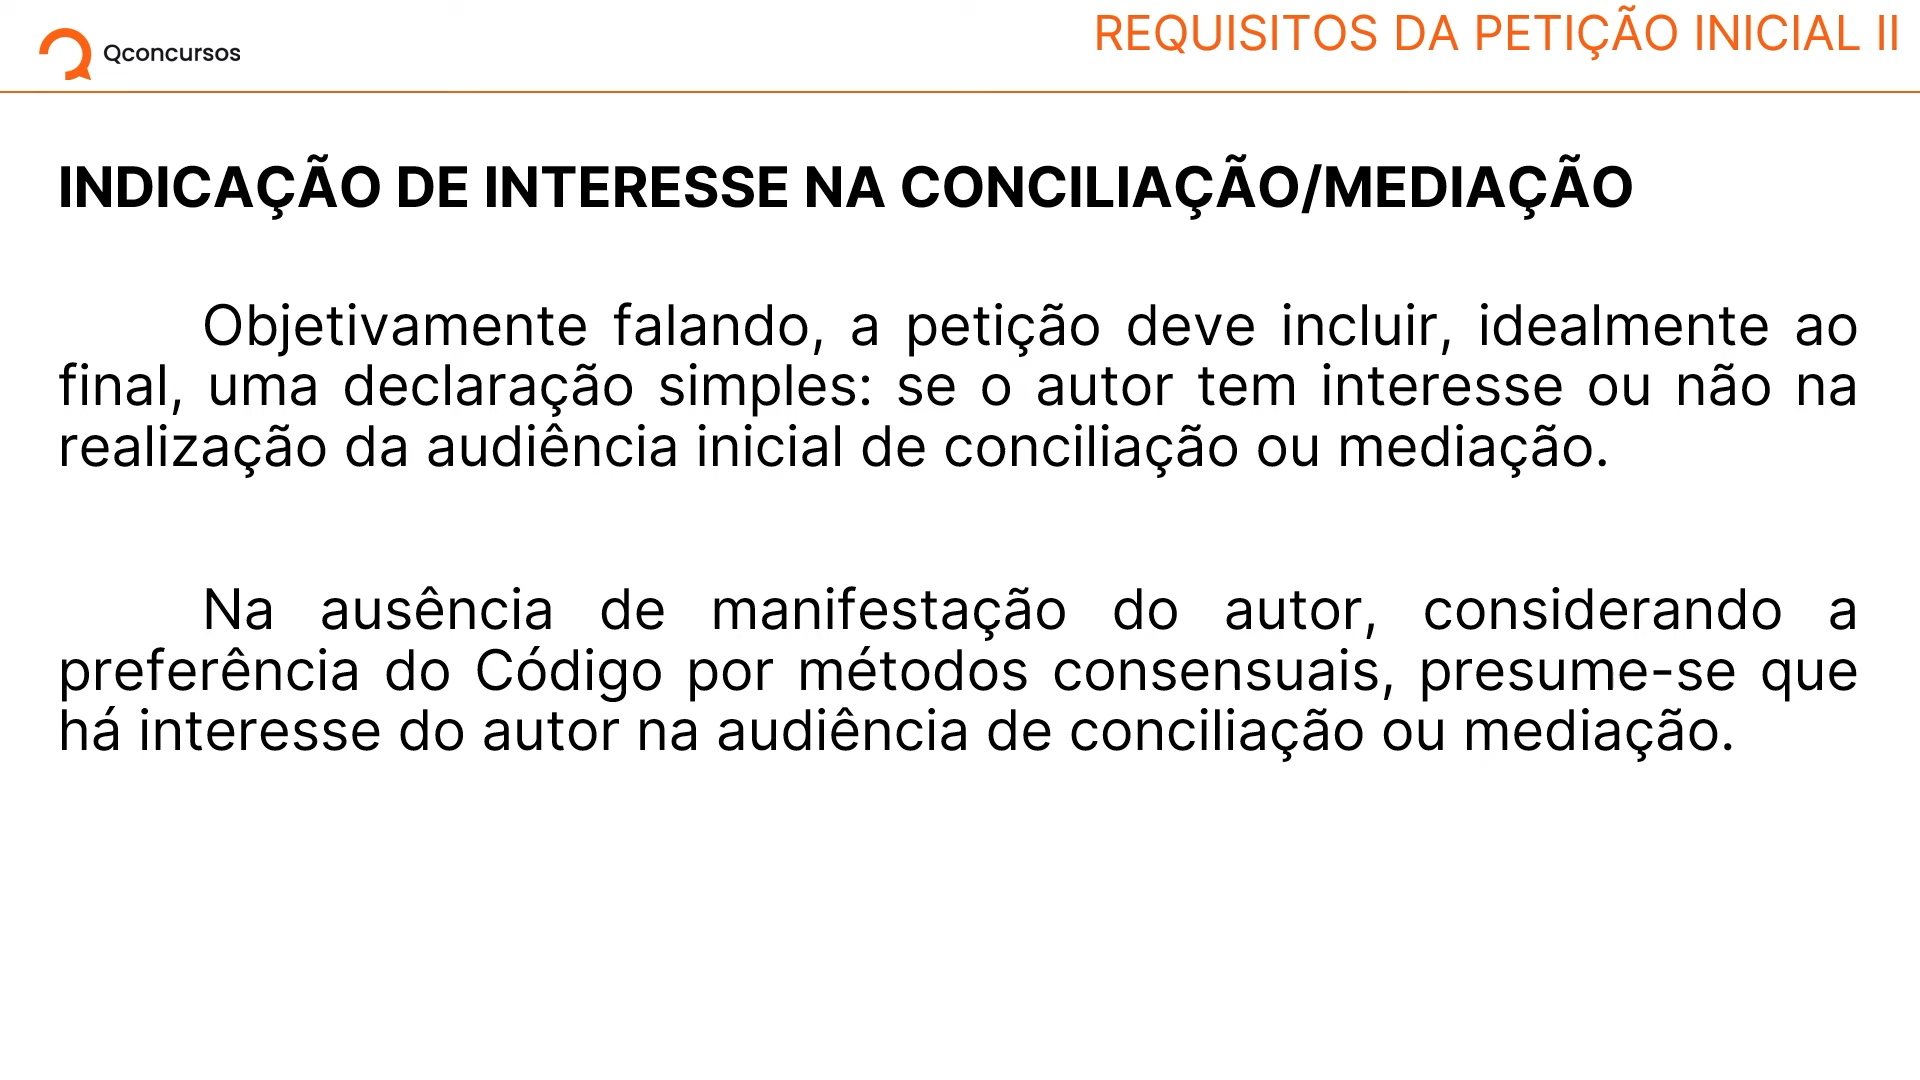 Qconcursos
REQUISITOS DA PETIÇÃO INICIAL II
INDICAÇÃO DE INTERESSE NA CONCILIAÇÃO/MEDIAÇÃO
Objetivamente falando, a petição deve incluir, idealmente ao
final, uma declaração simples: se o autor tem interesse ou não na
realização da audiência inicial de conciliação ou mediação.
Na ausência de manifestação do autor, considerando a
preferência do Código por métodos consensuais, presume-se que
há interesse do autor na audiência de conciliação ou mediação.